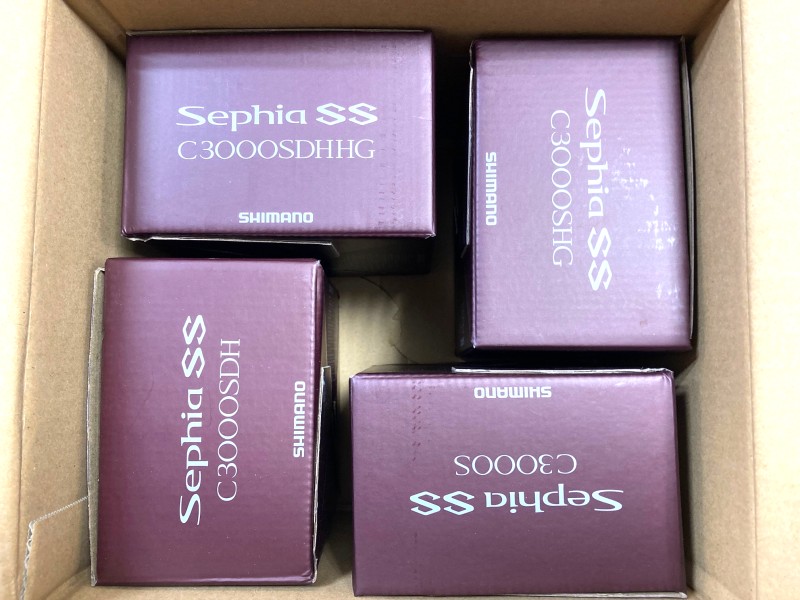 Sephia SS
C3000SDHHG
SHIMANO
Sephia SS
C3000SHG
SHIMANO
Sephia SS
C3000SDH
SHIMANO
Sephia SS
C3000S
SHIMANO